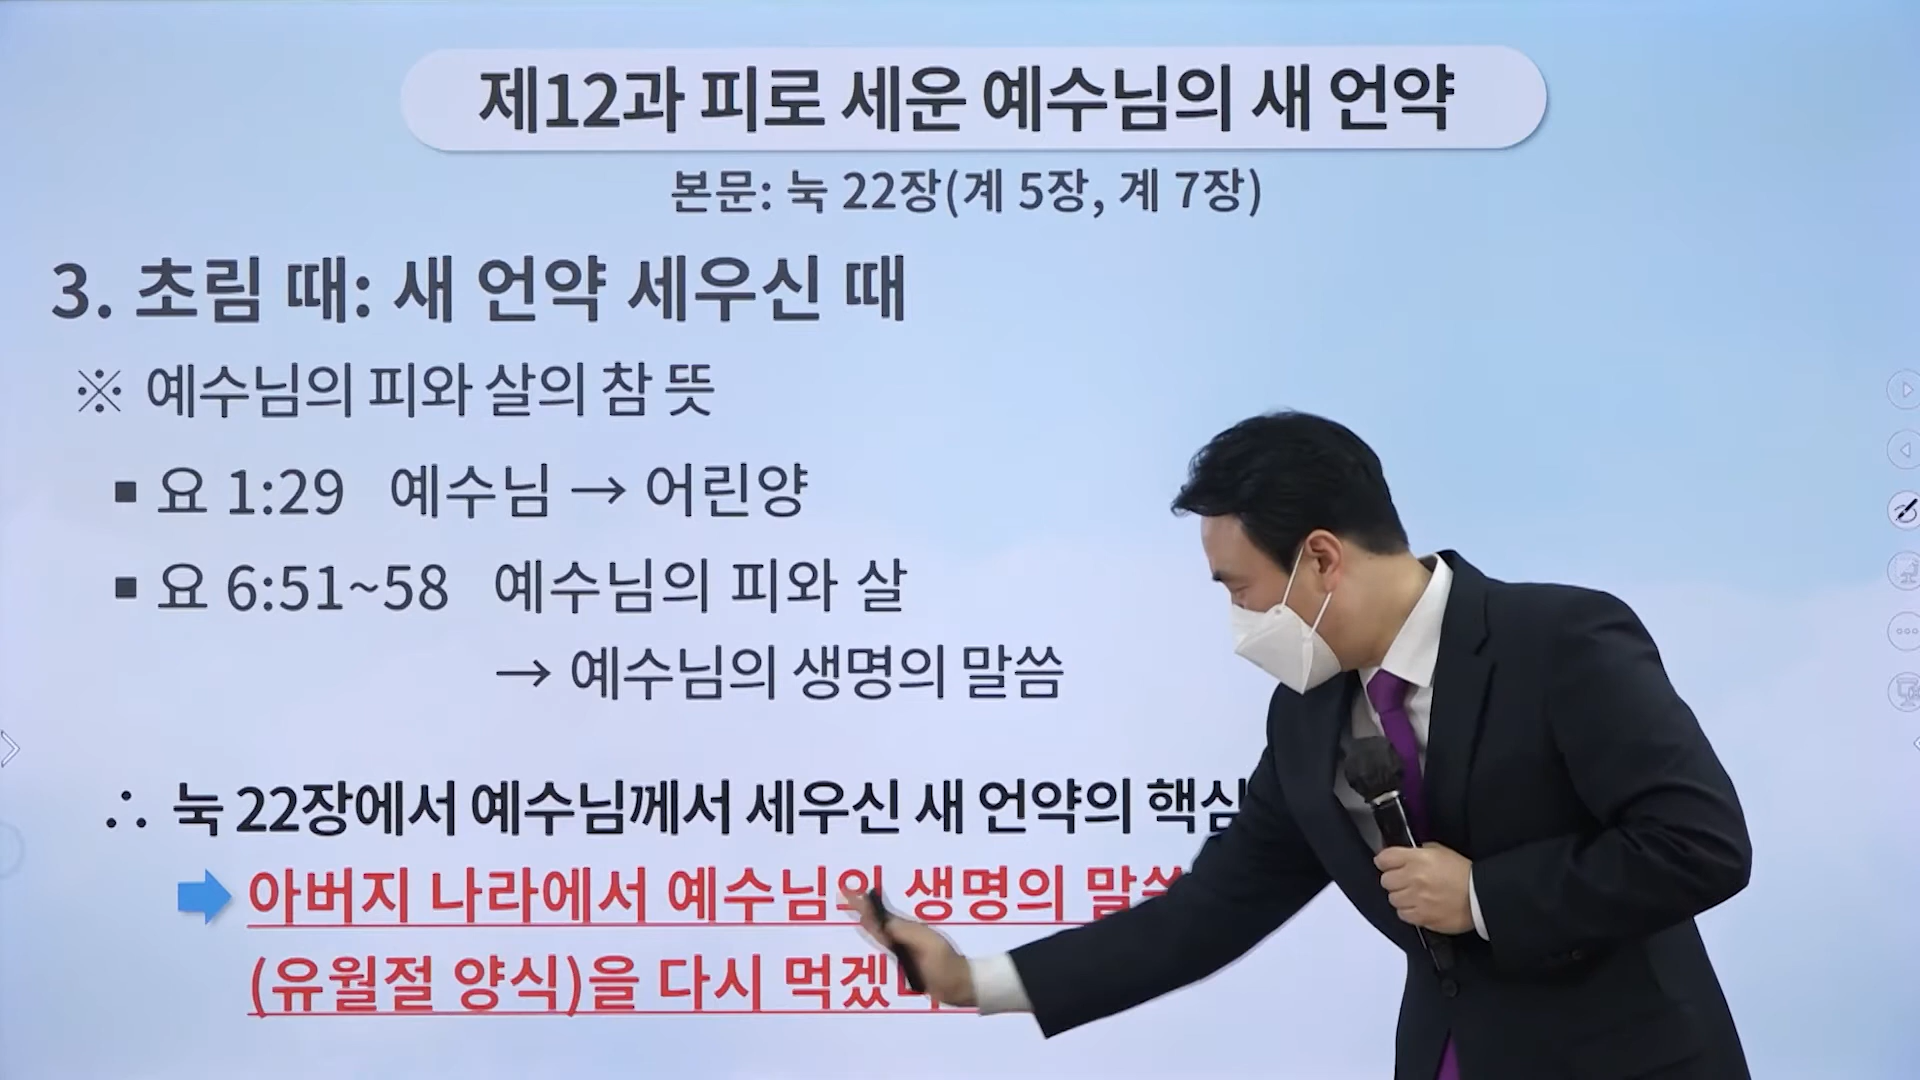 제12과 피로 세운 예수님의 새 언약
본문: 눅 22장(계 5장, 계 7장)
3. 초림 때: 새 언약 세우신 때
※ 예수님의 피와 살의 참 뜻
▪ 요 1:29 예수님 → 어린양
▪ 요 6:51~58 예수님의 피와 살
→ 예수님의 생명의 말씀
∴ 눅 22장에서 예수님께서 세우신 새 언약의 핵심
아버지 나라에서 예수님의 생명의 말씀
(유월절 양식)을 다시 먹겠다